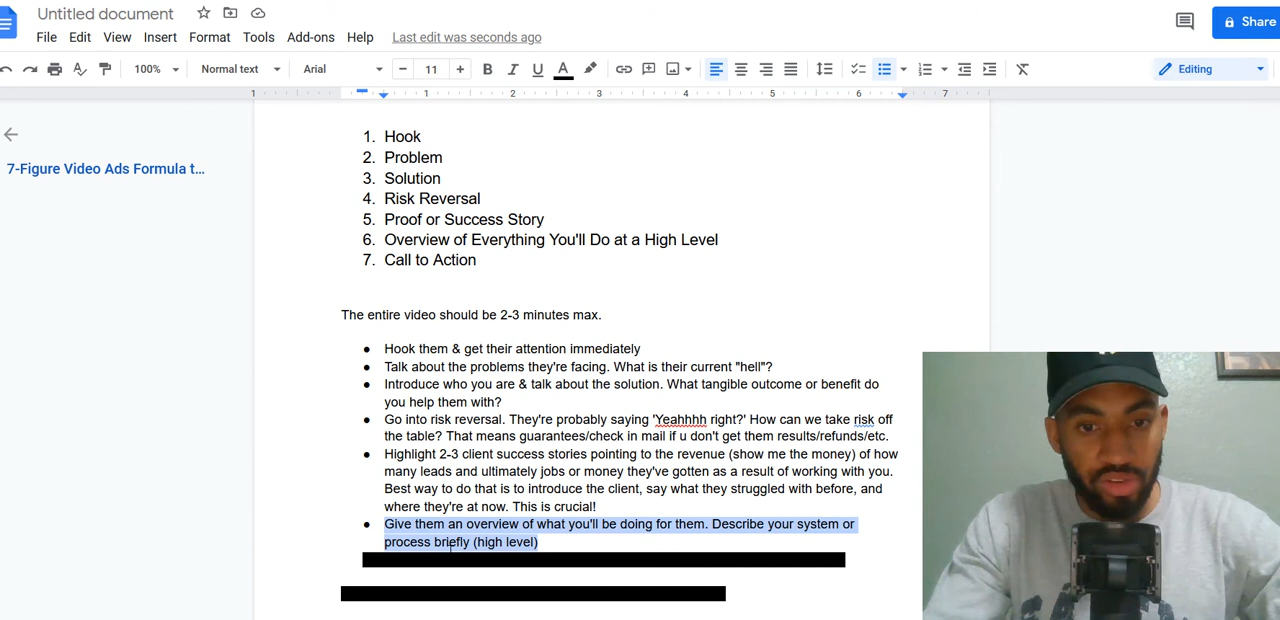 Untitled document
Share
File Edit View Insert Format Tools Add-ons Help Last edit was seconds ago
100% Normal text Arial 11 B I U A Editing
1 1 2 3 4 5 6 7
7-Figure Video Ads Formula t...
1. Hook
2. Problem
3. Solution
4. Risk Reversal
5. Proof or Success Story
6. Overview of Everything You'll Do at a High Level
7. Call to Action
The entire video should be 2-3 minutes max.
● Hook them & get their attention immediately
● Talk about the problems they're facing. What is their current "hell"?
● Introduce who you are & talk about the solution. What tangible outcome or benefit do
you help them with?
● Go into risk reversal. They're probably saying 'Yeahhhh right?' How can we take risk off
the table? That means guarantees/check in mail if u don't get them results/refunds/etc.
● Highlight 2-3 client success stories pointing to the revenue (show me the money) of how
many leads and ultimately jobs or money they've gotten as a result of working with you.
Best way to do that is to introduce the client, say what they struggled with before, and
where they're at now. This is crucial!
● Give them an overview of what you'll be doing for them. Describe your system or
process briefly (high level)